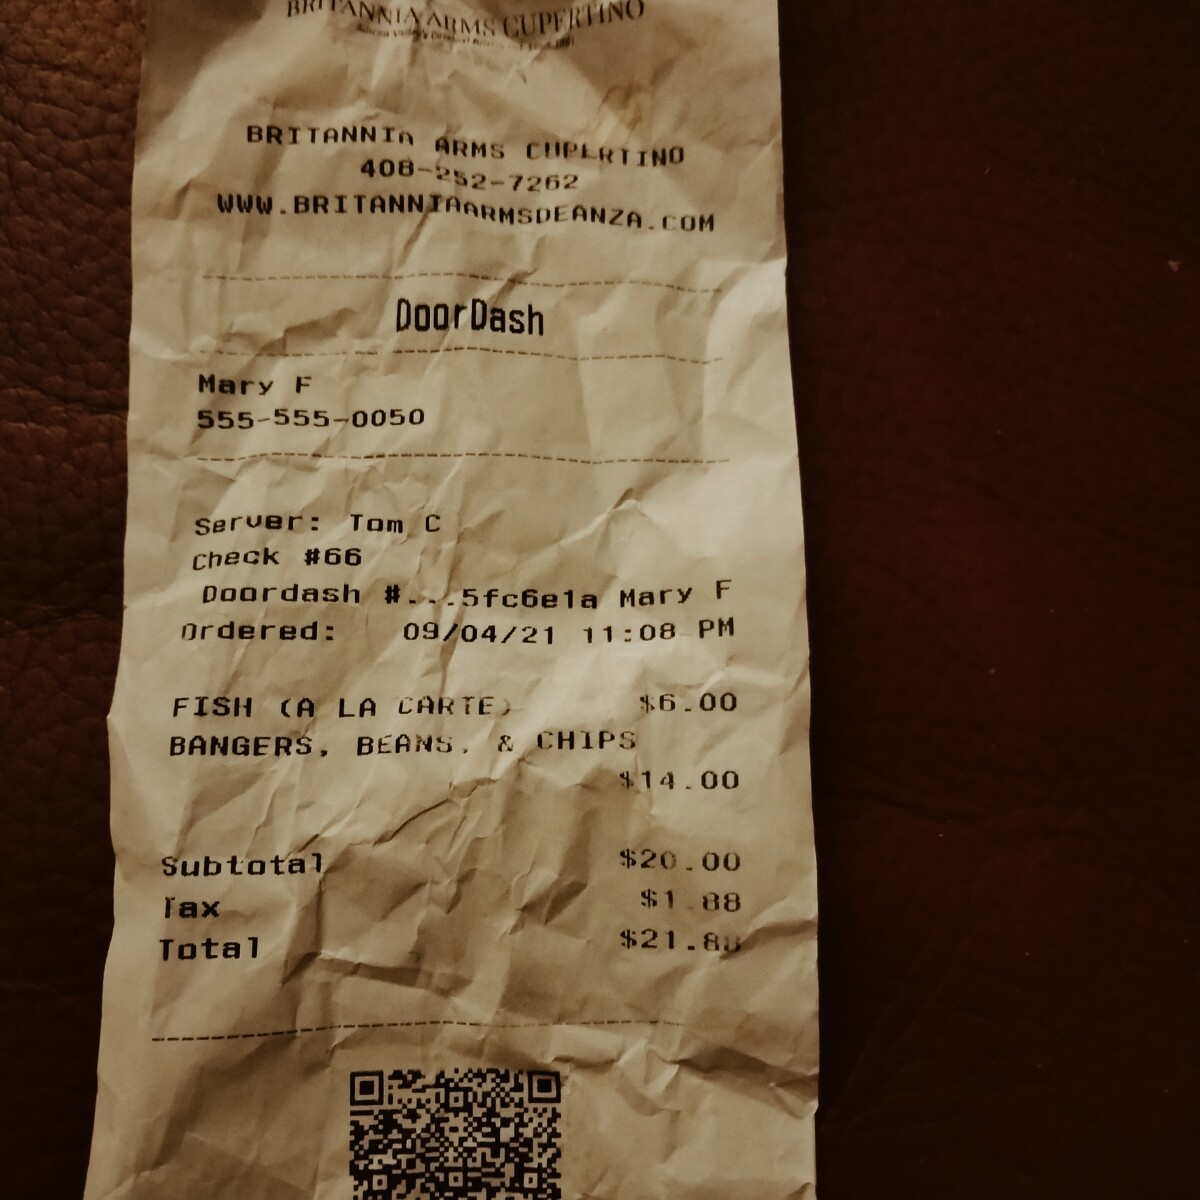 BRITANNIA ARMS CUPERTINO
BRITANNIA ARMS CUPERTINO
408-252-7262
WWW.BRITANNIAARMSDEANZA.COM
DoorDash
Mary F
555-555-0050
Server: Tom C
Check #66
Doordash #...5fc6e1a Mary F
Ordered: 09/04/21 11:08 PM
FISH (A LA CARTE) $6.00
BANGERS, BEANS, & CHIPS
$14.00
Subtotal $20.00
Tax $1.88
Total $21.88